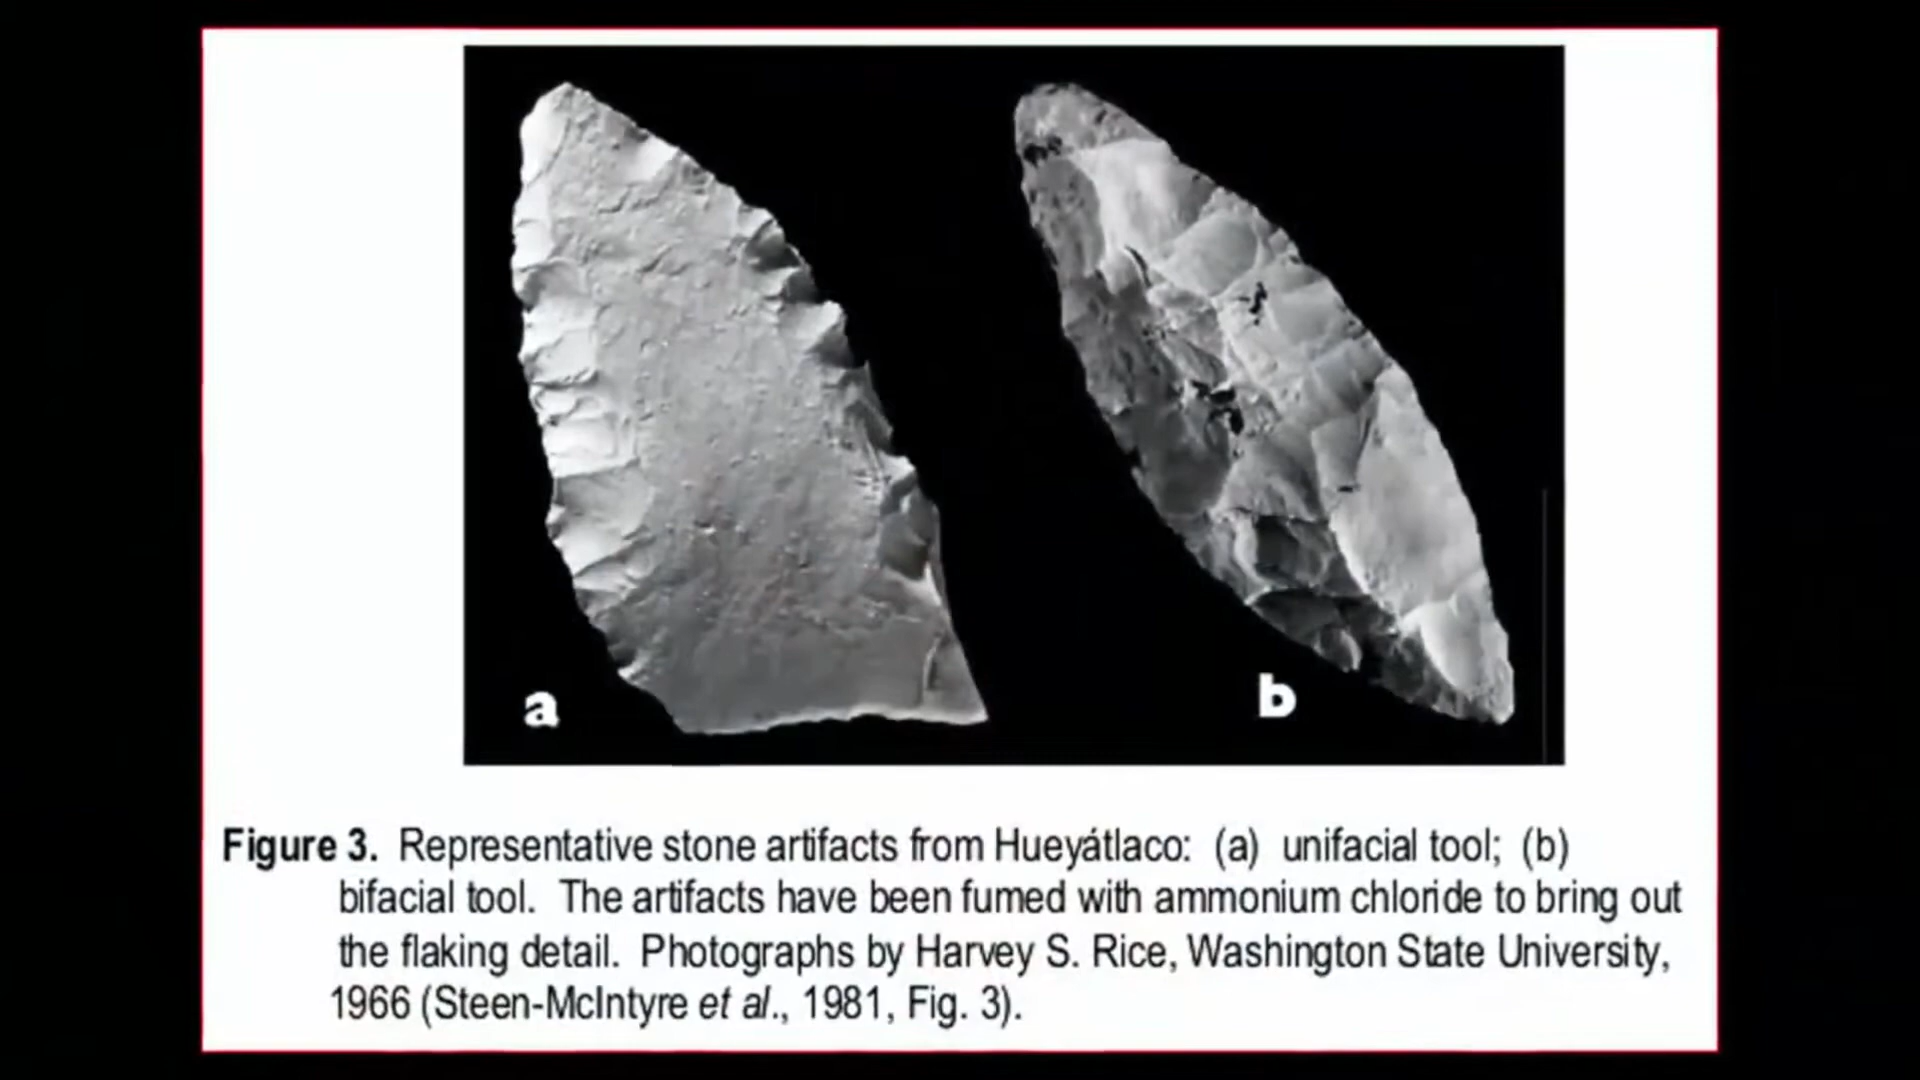 a
b
Figure 3. Representative stone artifacts from Hueyátlaco: (a) unifacial tool; (b)
bifacial tool. The artifacts have been fumed with ammonium chloride to bring out
the flaking detail. Photographs by Harvey S. Rice, Washington State University,
1966 (Steen-McIntyre et al., 1981, Fig. 3).